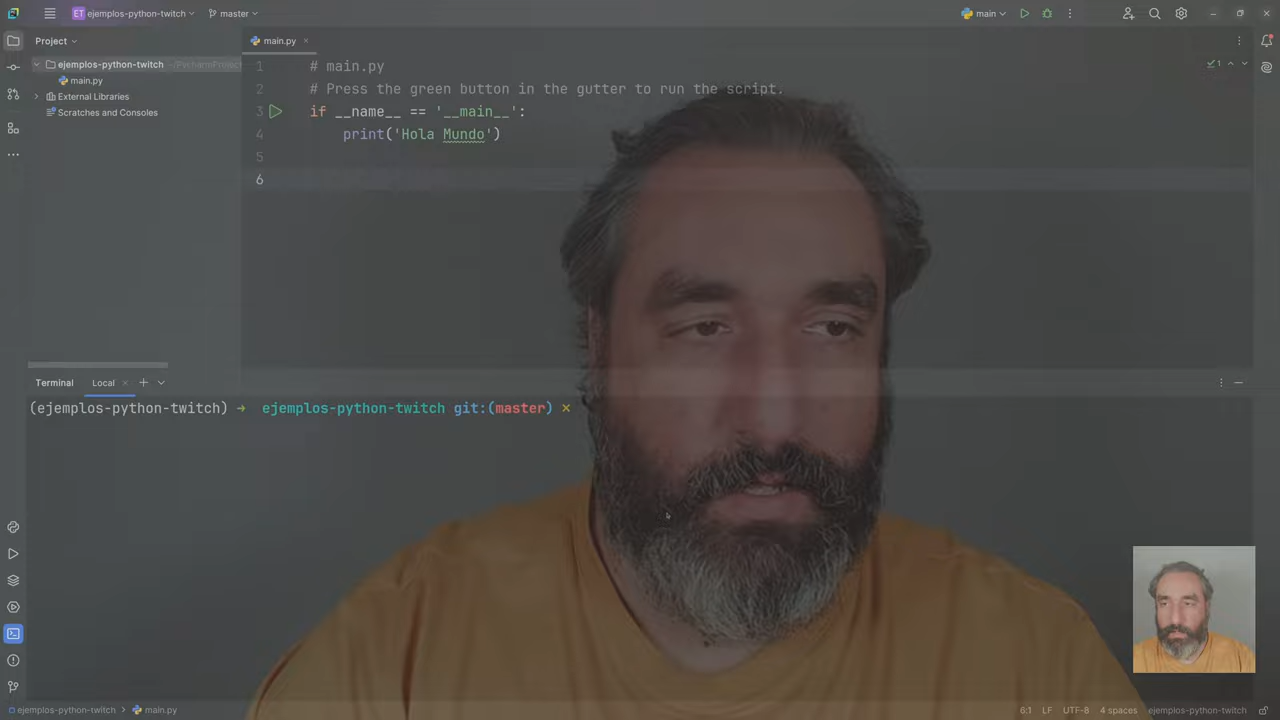 ET ejemplos-python-twitch
master
main
Project
main.py
ejemplos-python-twitch ~/PycharmProject
main.py
External Libraries
Scratches and Consoles
1 # main.py
2 # Press the green button in the gutter to run the script.
3 if __name__ == '__main__':
4 print('Hola Mundo')
5
6
1
Terminal
Local
(ejemplos-python-twitch) → ejemplos-python-twitch git:(master) ×
ejemplos-python-twitch > main.py
6:1 LF UTF-8 4 spaces ejemplos-python-twitch